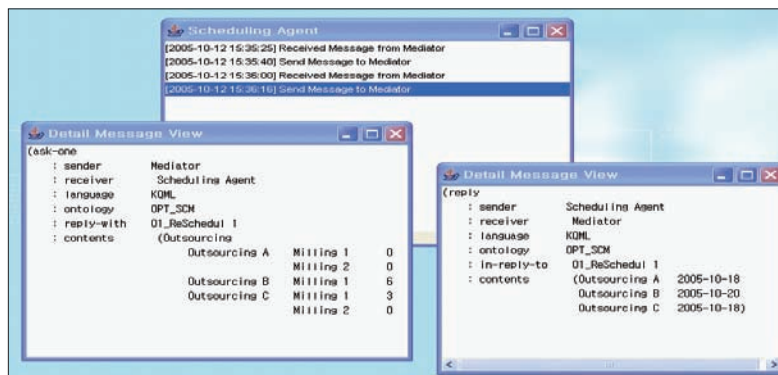 Scheduling Agent
[2005-10-12 15:35:25] Received Message from Mediator
[2005-10-12 15:35:40] Send Message to Mediator
[2005-10-12 15:36:00] Received Message from Mediator
[2005-10-12 15:36:16] Send Message to Mediator
Detail Message View
(ask-one
: sender Mediator
: receiver Scheduling Agent
: language KQML
: ontology OPT_SCM
: reply-with 01_ReSchedul 1
: contents (Outsourcing
Outsourcing A Milling 1 0
Milling 2 0
Outsourcing B Milling 1 6
Outsourcing C Milling 1 3
Milling 2 0
Detail Message View
(reply
: sender Scheduling Agent
: receiver Mediator
: language KQML
: ontology OPT_SCM
: in-reply-to 01_ReSchedul 1
: contents (Outsourcing A 2005-10-18
Outsourcing B 2005-10-20
Outsourcing C 2005-10-18)